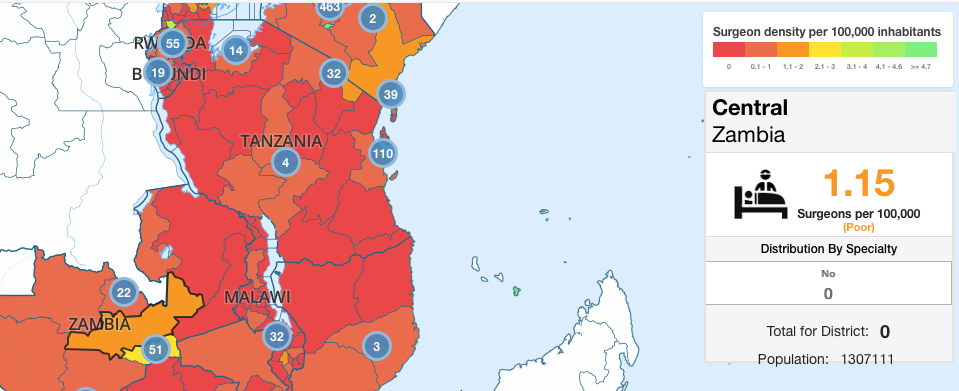 463
2
RWANDA
55
14
BURUNDI
19
32
39
TANZANIA
110
4
22
MALAWI
ZAMBIA
32
51
3
Surgeon density per 100,000 inhabitants
0 0.1 - 1 1.1 - 2 2.1 - 3 3.1 - 4 4.1 - 4.6 >= 4.7
Central
Zambia
1.15
Surgeons per 100,000
(Poor)
Distribution By Specialty
No
0
Total for District: 0
Population: 1307111